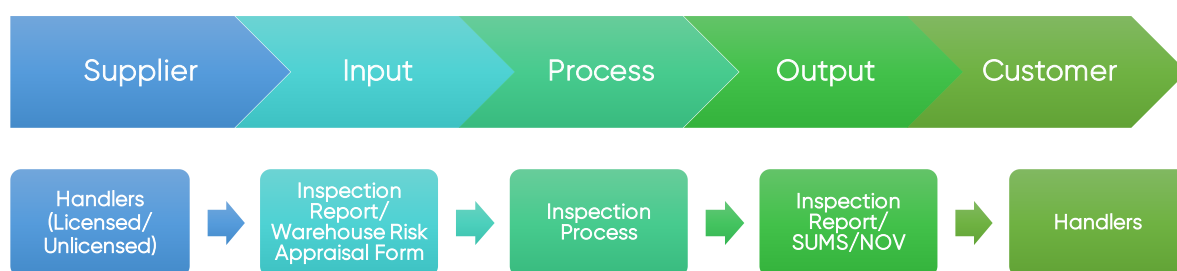 Supplier
Input
Process
Output
Customer
Handlers
(Licensed/
Unlicensed)
Inspection
Report/
Warehouse Risk
Appraisal Form
Inspection
Process
Inspection
Report/
SUMS/NOV
Handlers